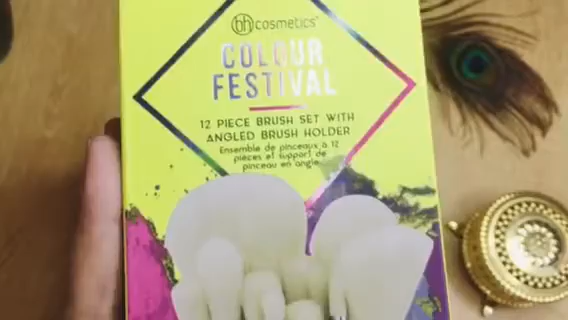 bh cosmetics®
COLOUR
FESTIVAL
12 PIECE BRUSH SET WITH
ANGLED BRUSH HOLDER
Ensemble de pinceaux à 12
pièces et support de
pinceau en angle